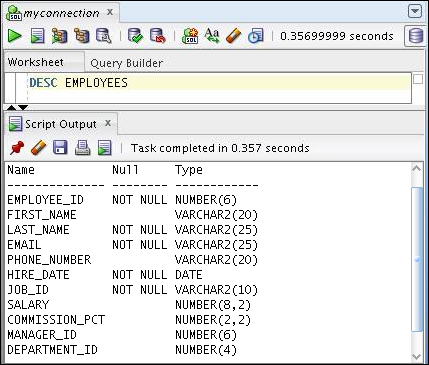 myconnection
SQL
SQL
Aa
0.35699999 seconds
Worksheet Query Builder
DESC EMPLOYEES
Script Output
Task completed in 0.357 seconds
Name Null Type
--------------- -------- -------------
EMPLOYEE_ID NOT NULL NUMBER(6)
FIRST_NAME VARCHAR2(20)
LAST_NAME NOT NULL VARCHAR2(25)
EMAIL NOT NULL VARCHAR2(25)
PHONE_NUMBER VARCHAR2(20)
HIRE_DATE NOT NULL DATE
JOB_ID NOT NULL VARCHAR2(10)
SALARY NUMBER(8,2)
COMMISSION_PCT NUMBER(2,2)
MANAGER_ID NUMBER(6)
DEPARTMENT_ID NUMBER(4)